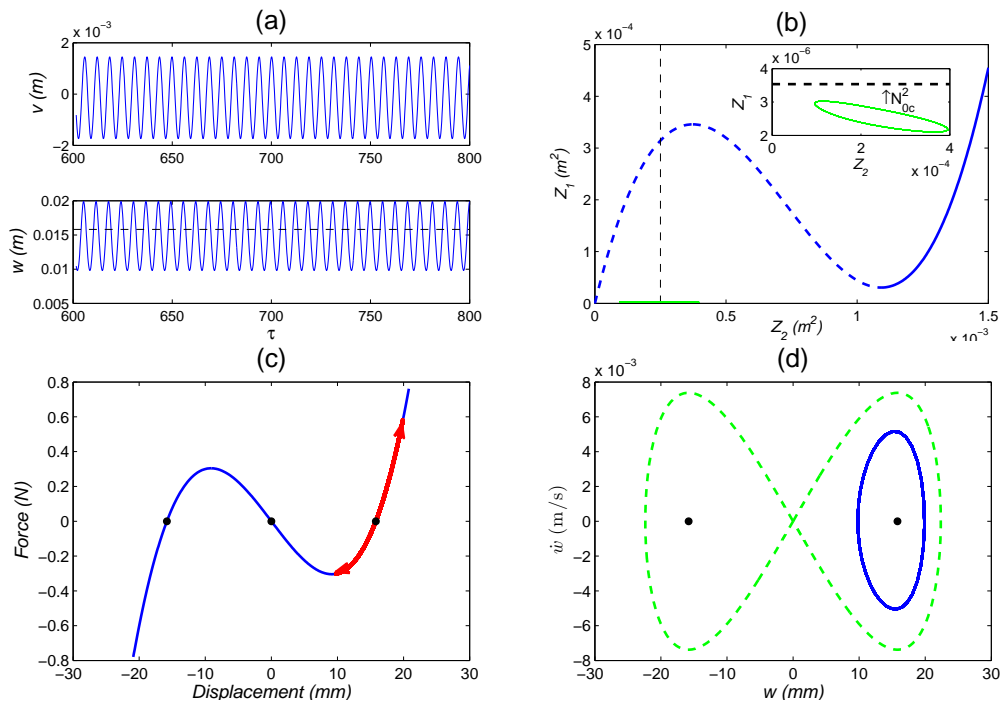 (a)
x 10⁻³
2
0
−2
v (m)
600
650
700
750
800
0.02
0.015
0.01
0.005
w (m)
600
650
700
750
800
τ
(b)
x 10⁻⁴
5
4
3
2
1
0
Z₁ (m²)
0
0.5
1
1.5
Z₂ (m²)
x 10⁻³
x 10⁻⁶
4
3
2
Z₁
↑N²₀c
0
2
4
Z₂
x 10⁻⁴
(c)
0.8
0.6
0.4
0.2
0
−0.2
−0.4
−0.6
−0.8
Force (N)
−30
−20
−10
0
10
20
30
Displacement (mm)
(d)
x 10⁻³
8
6
4
2
0
−2
−4
−6
−8
ẇ (m/s)
−30
−20
−10
0
10
20
30
w (mm)